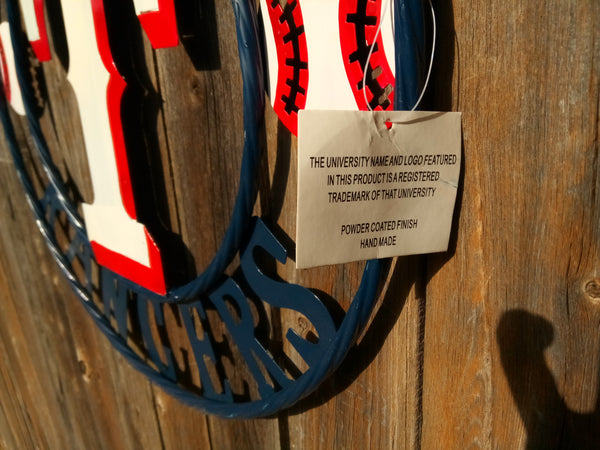 T
RANGERS
THE UNIVERSITY NAME AND LOGO FEATURED
IN THIS PRODUCT IS A REGISTERED
TRADEMARK OF THAT UNIVERSITY
POWDER COATED FINISH
HAND MADE